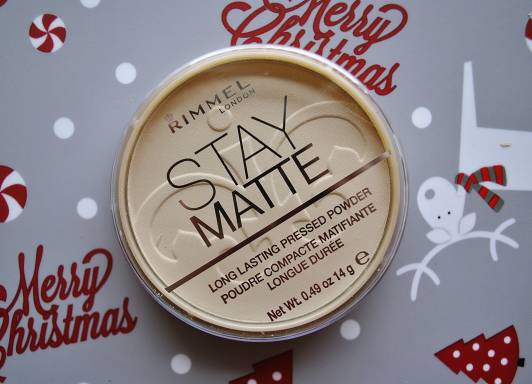 Merry
Christmas
RIMMEL
LONDON
STAY
MATTE
LONG LASTING PRESSED POWDER
POUDRE COMPACTE MATIFIANTE
LONGUE DURÉE
Net Wt. 0.49 oz 14 g ℮
Merry
Christmas